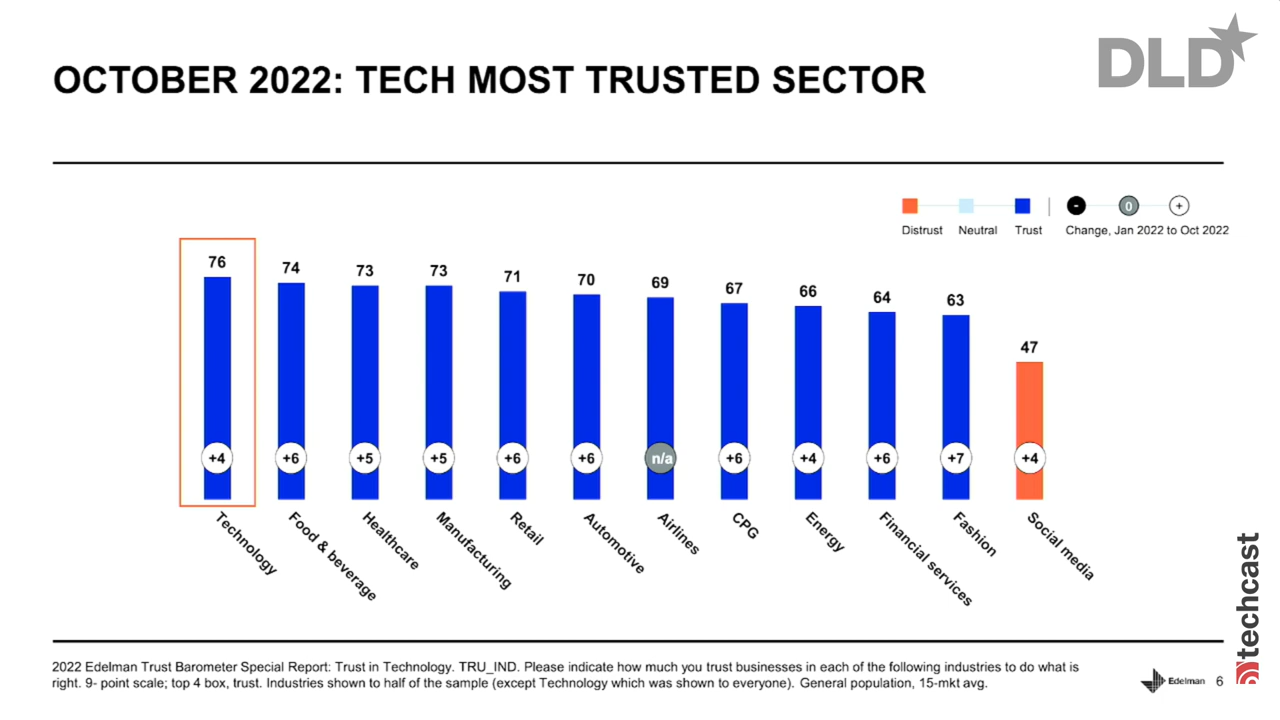 DLD
OCTOBER 2022: TECH MOST TRUSTED SECTOR
- 0 +
Distrust Neutral Trust Change, Jan 2022 to Oct 2022
76 74 73 73 71 70 69 67 66 64 63 47
+4 +6 +5 +5 +6 +6 n/a +6 +4 +6 +7 +4
Technology
Food & beverage
Healthcare
Manufacturing
Retail
Automotive
Airlines
CPG
Energy
Financial services
Fashion
Social media
2022 Edelman Trust Barometer Special Report: Trust in Technology. TRU_IND. Please indicate how much you trust businesses in each of the following industries to do what is
right. 9- point scale; top 4 box, trust. Industries shown to half of the sample (except Technology which was shown to everyone). General population, 15-mkt avg.
Edelman 6
techcast